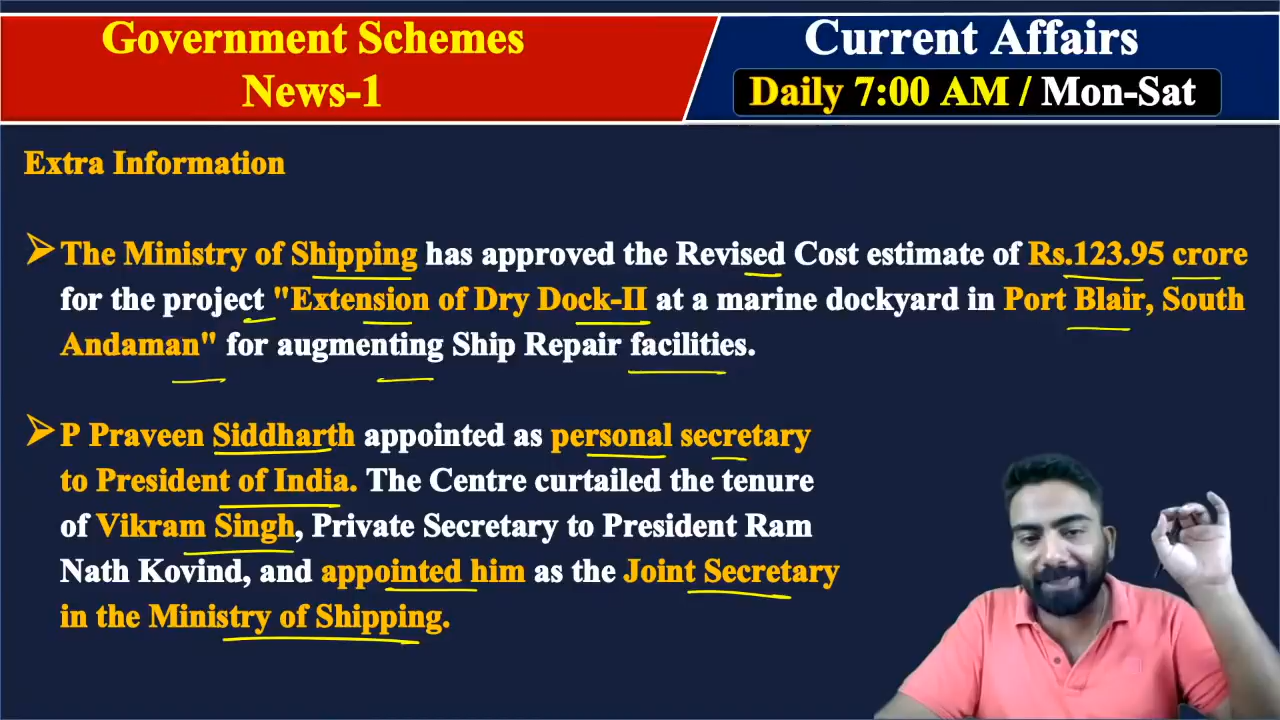 Government Schemes
News-1
Current Affairs
Daily 7:00 AM / Mon-Sat
Extra Information
The Ministry of Shipping has approved the Revised Cost estimate of Rs.123.95 crore
for the project "Extension of Dry Dock-II at a marine dockyard in Port Blair, South
Andaman" for augmenting Ship Repair facilities.
P Praveen Siddharth appointed as personal secretary
to President of India. The Centre curtailed the tenure
of Vikram Singh, Private Secretary to President Ram
Nath Kovind, and appointed him as the Joint Secretary
in the Ministry of Shipping.